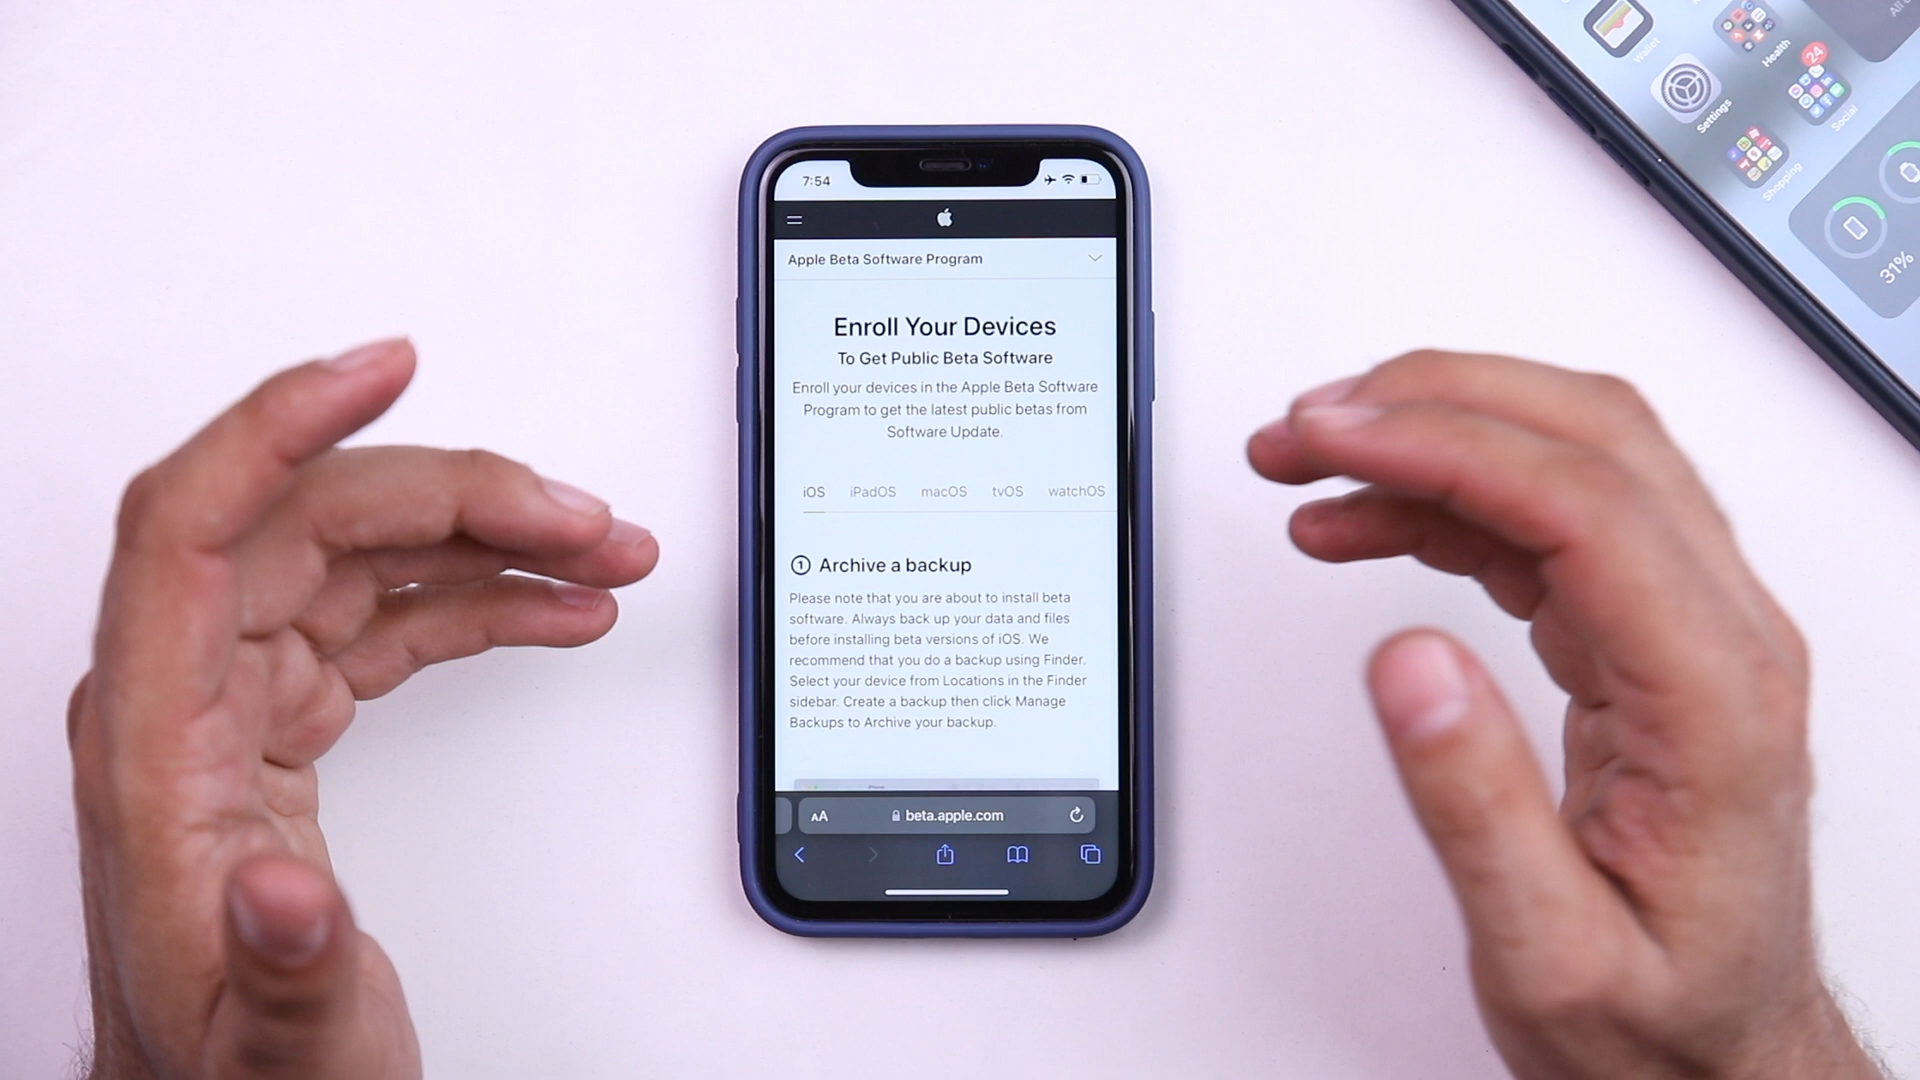 7:54
Apple Beta Software Program
Enroll Your Devices
To Get Public Beta Software
Enroll your devices in the Apple Beta Software
Program to get the latest public betas from
Software Update.
iOS iPadOS macOS tvOS watchOS
1 Archive a backup
Please note that you are about to install beta
software. Always back up your data and files
before installing beta versions of iOS. We
recommend that you do a backup using Finder.
Select your device from Locations in the Finder
sidebar. Create a backup then click Manage
Backups to Archive your backup.
AA beta.apple.com
Wallet
Health
Settings
24
Social
Shopping
31%